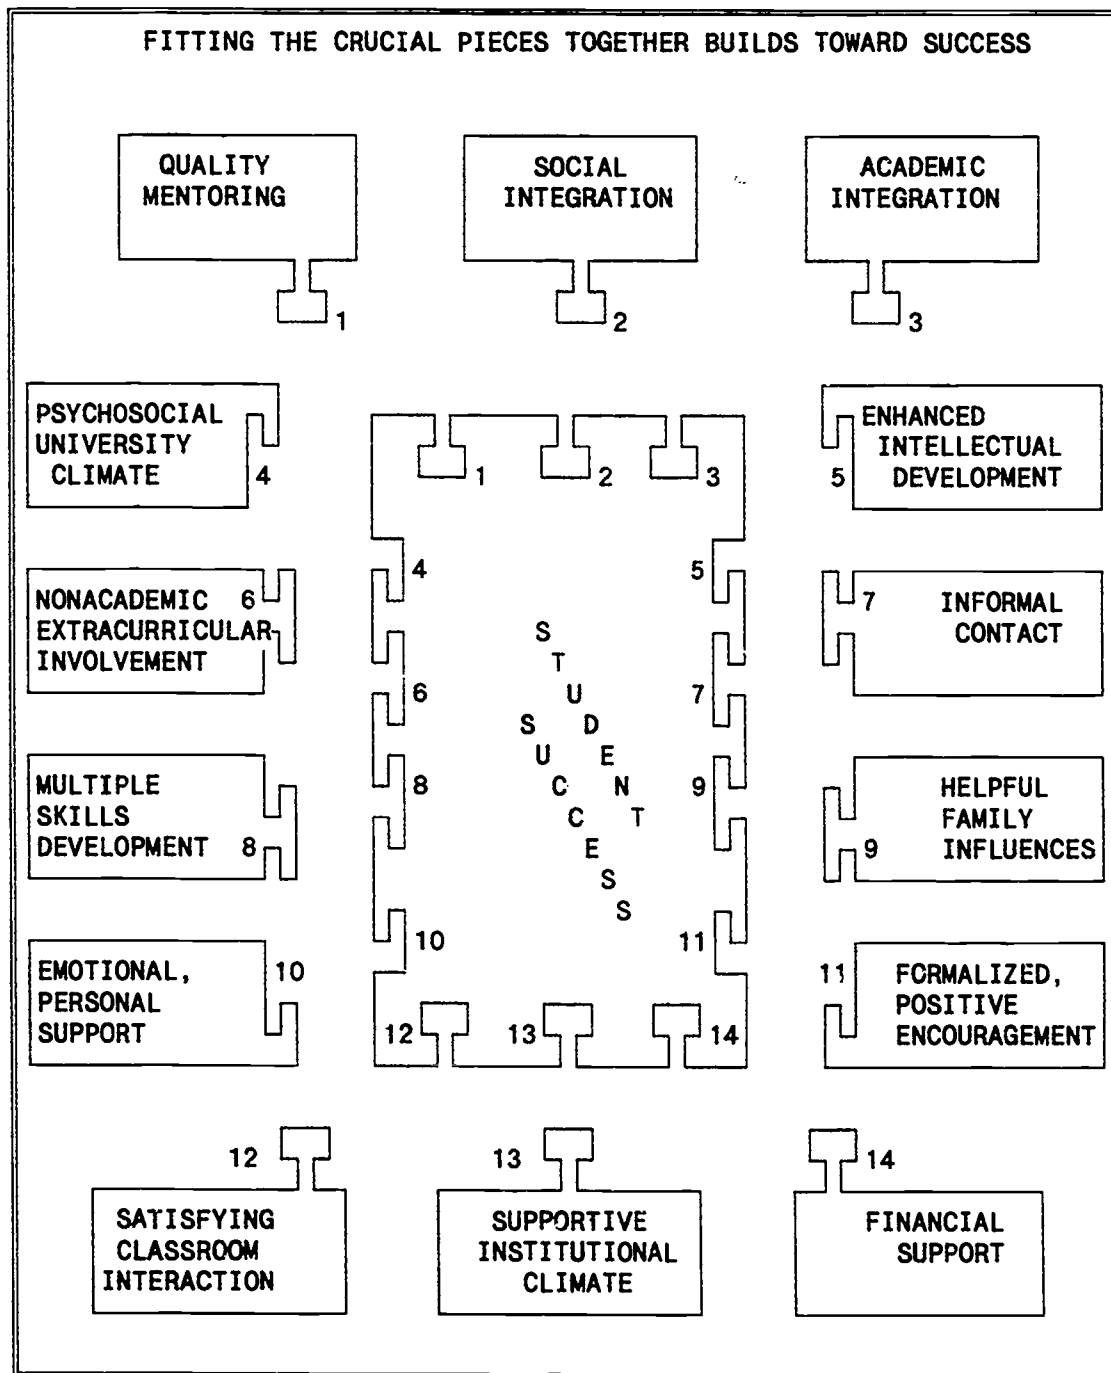 FITTING THE CRUCIAL PIECES TOGETHER BUILDS TOWARD SUCCESS
QUALITY
MENTORING
1
SOCIAL
INTEGRATION
2
ACADEMIC
INTEGRATION
3
PSYCHOSOCIAL
UNIVERSITY
CLIMATE
4
ENHANCED
INTELLECTUAL
DEVELOPMENT
5
NONACADEMIC
EXTRACURRICULAR
INVOLVEMENT
6
INFORMAL
CONTACT
7
MULTIPLE
SKILLS
DEVELOPMENT
8
HELPFUL
FAMILY
INFLUENCES
9
EMOTIONAL,
PERSONAL
SUPPORT
10
FORMALIZED,
POSITIVE
ENCOURAGEMENT
11
1 2 3
4 5
6 7
8 9
10 11
12 13 14
STUDENT
SUCCESS
12
SATISFYING
CLASSROOM
INTERACTION
13
SUPPORTIVE
INSTITUTIONAL
CLIMATE
14
FINANCIAL
SUPPORT